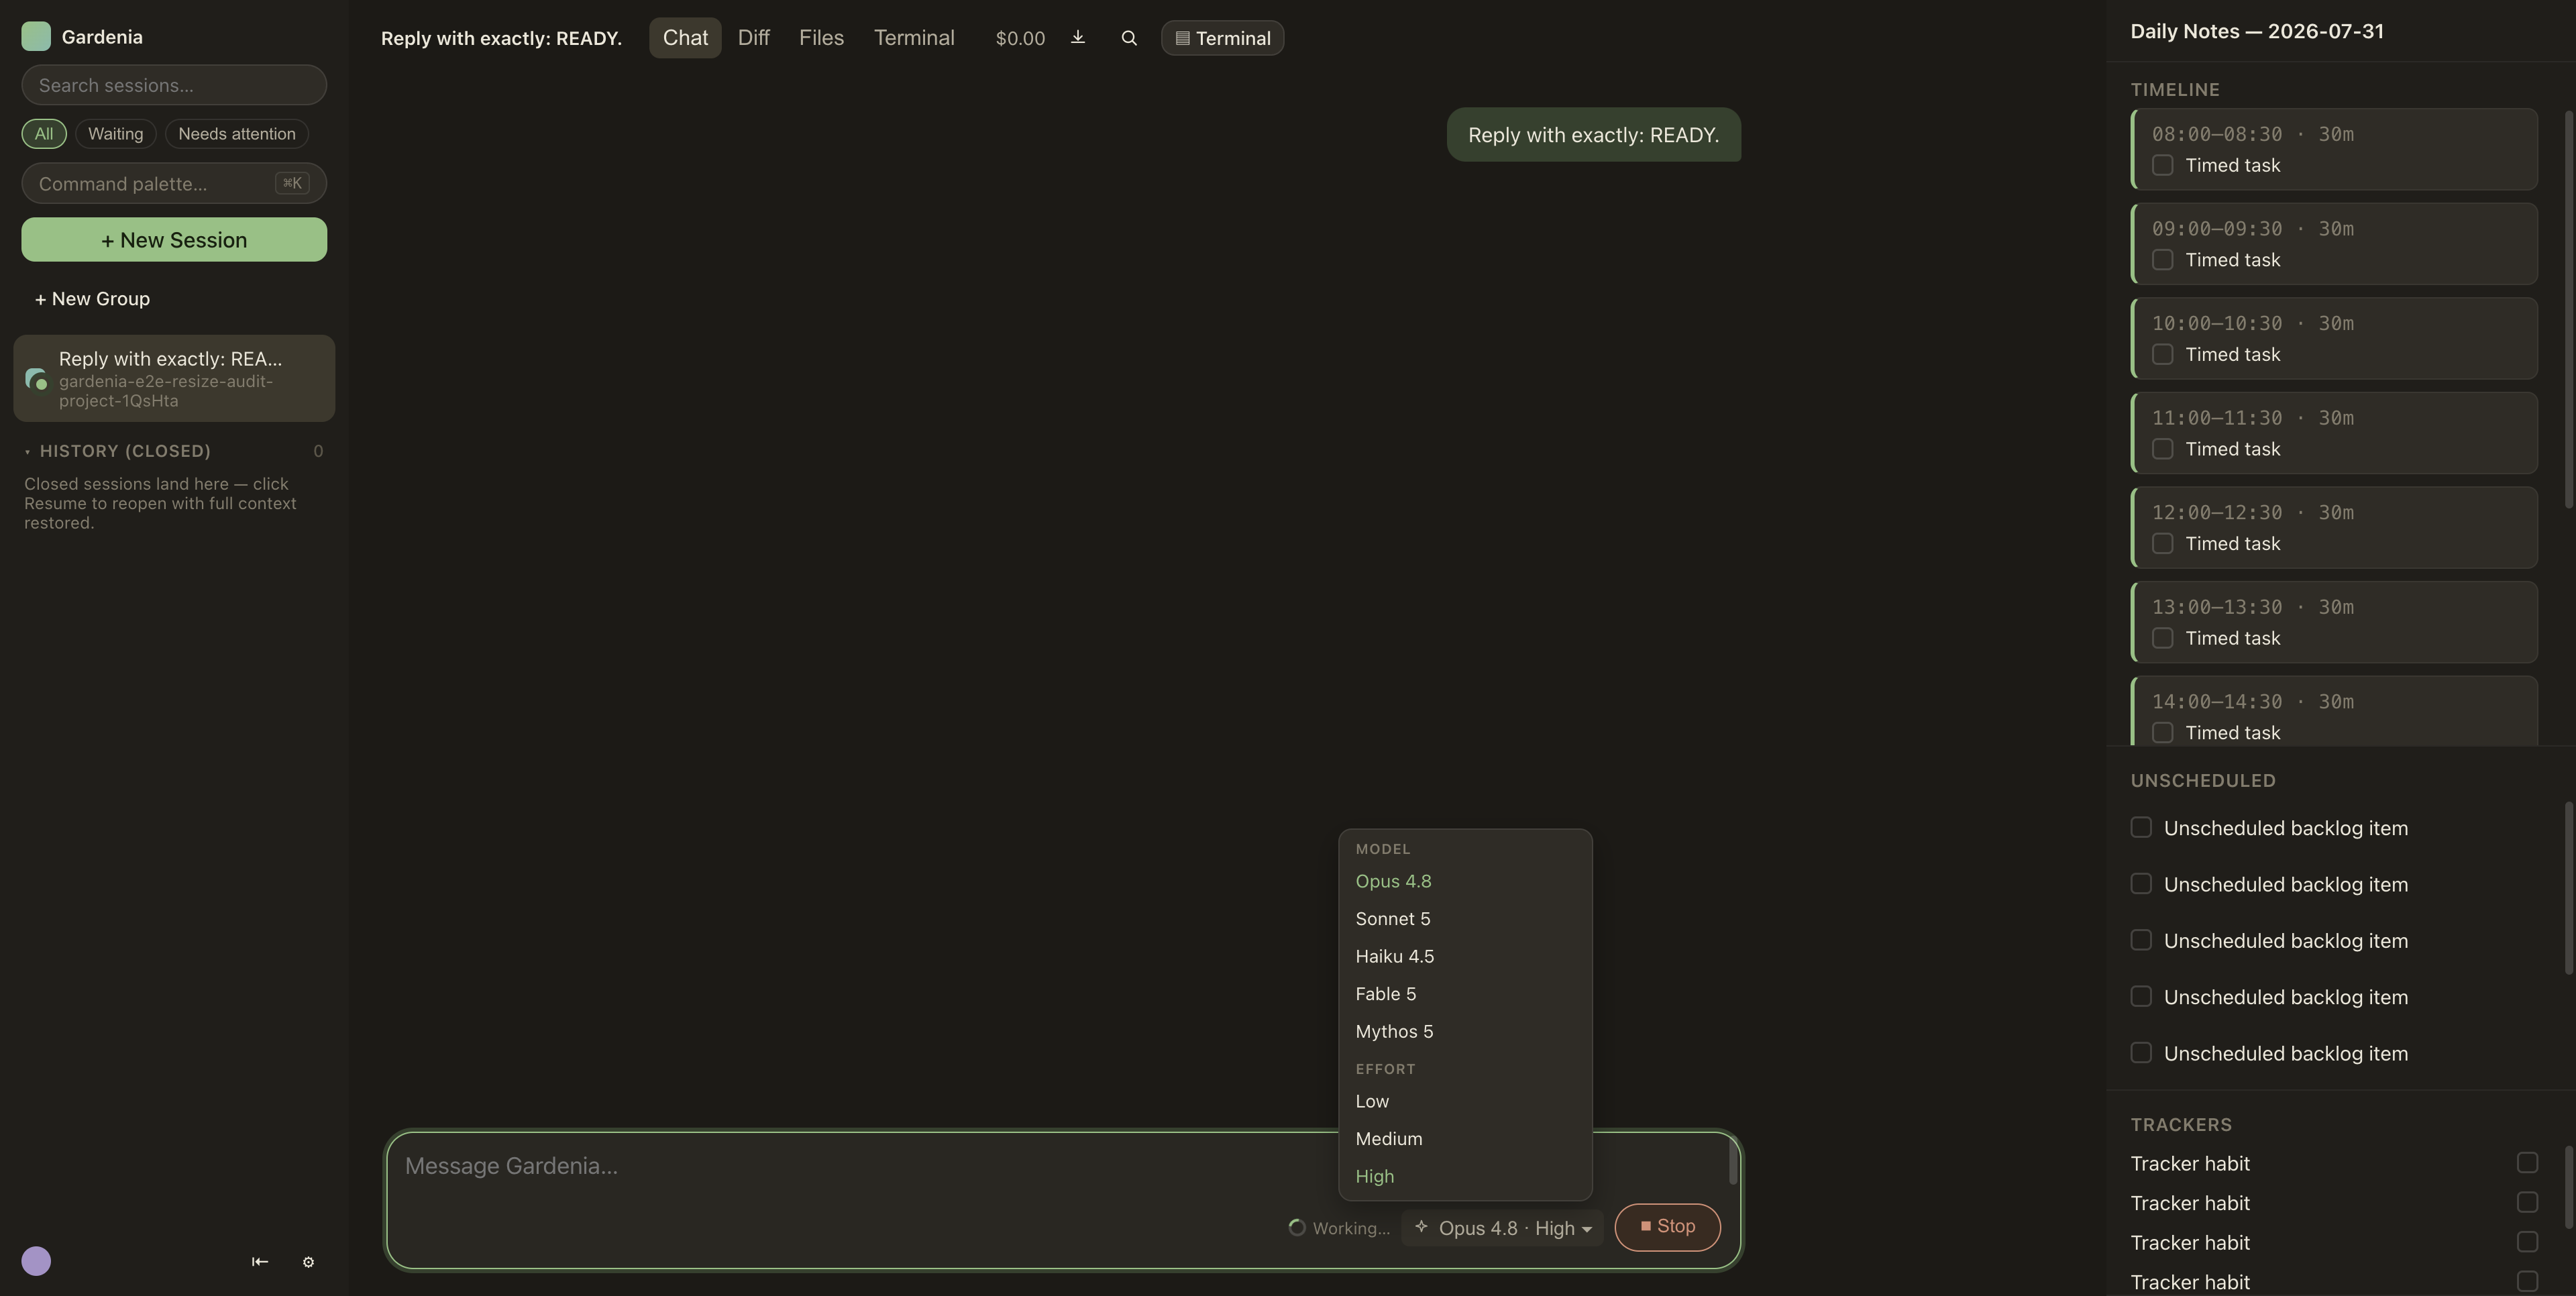 Gardenia
Search sessions...
All
Waiting
Needs attention
Command palette...
⌘K
+ New Session
+ New Group
Reply with exactly: REA...
gardenia-e2e-resize-audit-
project-1QsHta
HISTORY (CLOSED)
0
Closed sessions land here — click
Resume to reopen with full context
restored.
Reply with exactly: READY.
Chat
Diff
Files
Terminal
$0.00
Terminal
Reply with exactly: READY.
MODEL
Opus 4.8
Sonnet 5
Haiku 4.5
Fable 5
Mythos 5
EFFORT
Low
Medium
High
Message Gardenia...
Working...
Opus 4.8 · High
Stop
Daily Notes — 2026-07-31
TIMELINE
08:00–08:30 · 30m
Timed task
09:00–09:30 · 30m
Timed task
10:00–10:30 · 30m
Timed task
11:00–11:30 · 30m
Timed task
12:00–12:30 · 30m
Timed task
13:00–13:30 · 30m
Timed task
14:00–14:30 · 30m
Timed task
UNSCHEDULED
Unscheduled backlog item
Unscheduled backlog item
Unscheduled backlog item
Unscheduled backlog item
Unscheduled backlog item
TRACKERS
Tracker habit
Tracker habit
Tracker habit
Tracker habit